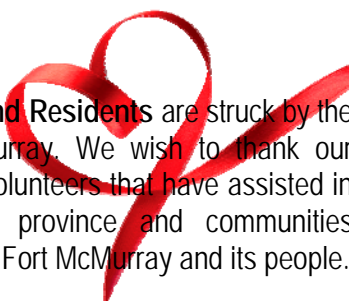 nd Residents are struck by the
urray. We wish to thank our
olunteers that have assisted in
province and communities
Fort McMurray and its people.